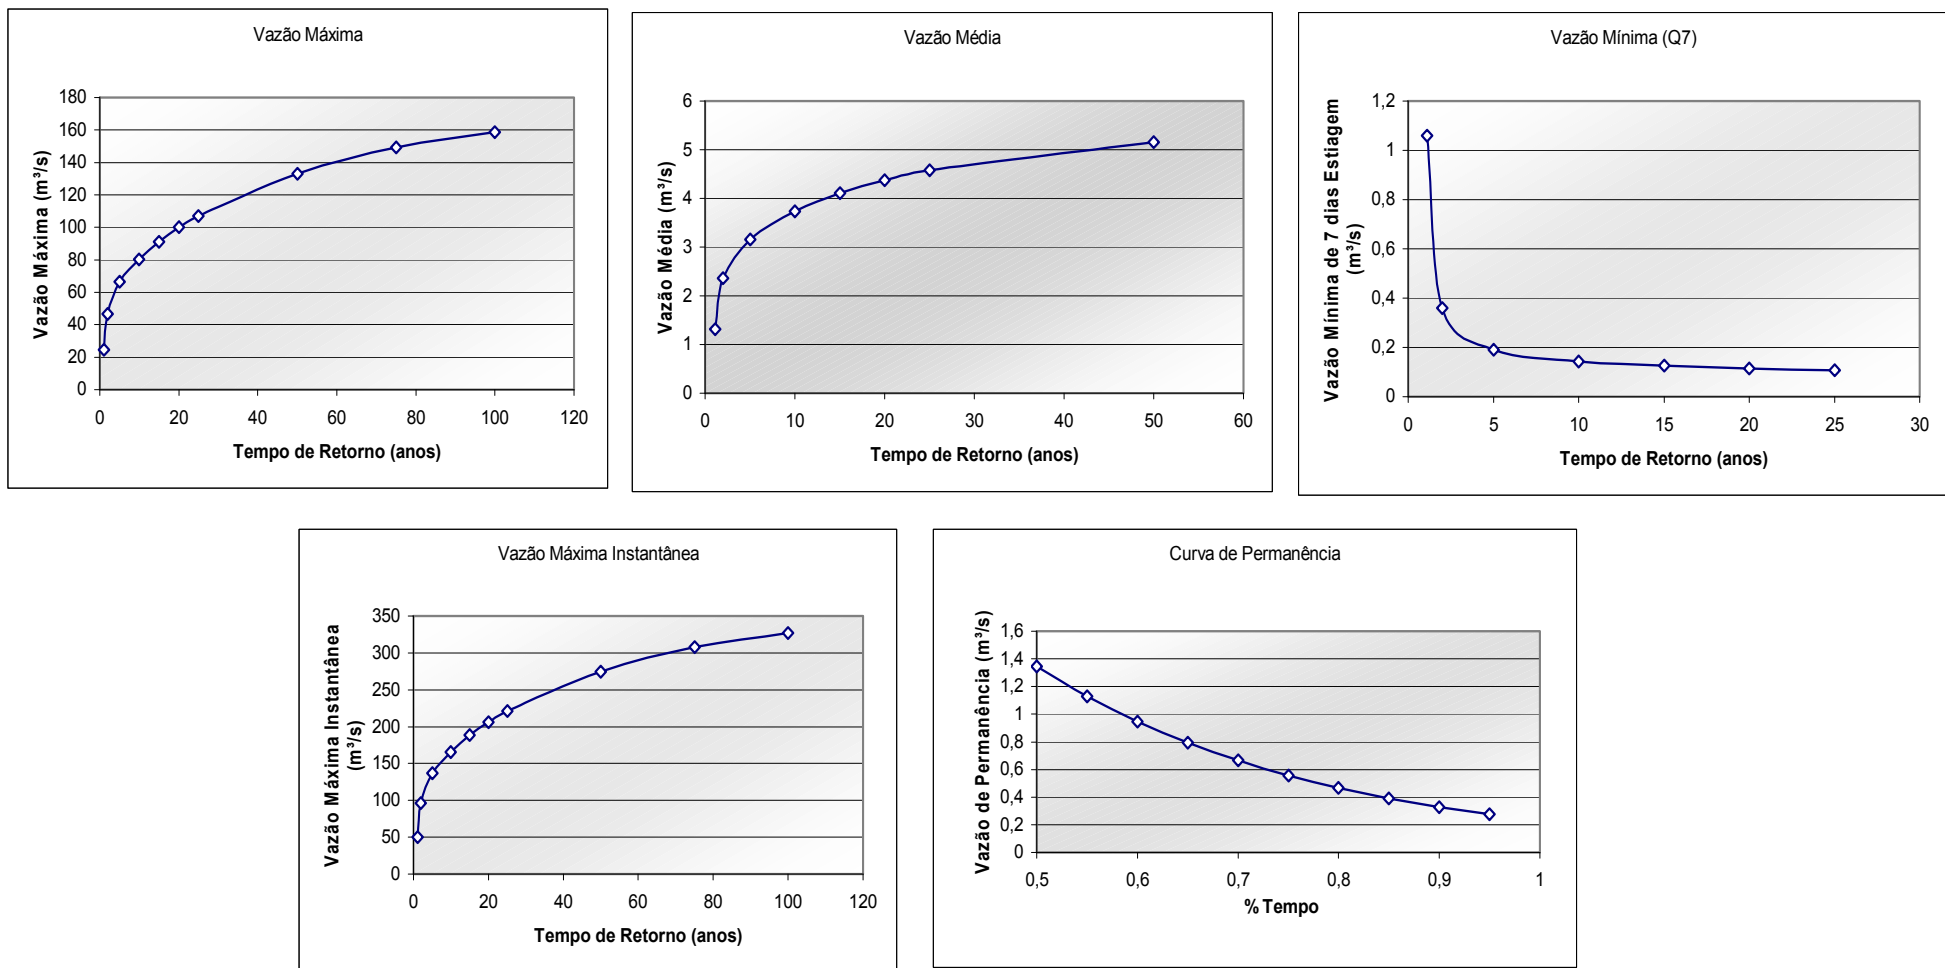 Vazão Máxima
Vazão Máxima (m³/s)
180
160
140
120
100
80
60
40
20
0
0 20 40 60 80 100 120
Tempo de Retorno (anos)
Vazão Média
Vazão Média (m³/s)
6
5
4
3
2
1
0
0 10 20 30 40 50 60
Tempo de Retorno (anos)
Vazão Mínima (Q7)
Vazão Mínima de 7 dias Estiagem
(m³/s)
1,2
1
0,8
0,6
0,4
0,2
0
0 5 10 15 20 25 30
Tempo de Retorno (anos)
Vazão Máxima Instantânea
Vazão Máxima Instantânea
(m³/s)
350
300
250
200
150
100
50
0
0 20 40 60 80 100 120
Tempo de Retorno (anos)
Curva de Permanência
Vazão de Permanência (m³/s)
1,6
1,4
1,2
1
0,8
0,6
0,4
0,2
0
0,5 0,6 0,7 0,8 0,9 1
% Tempo